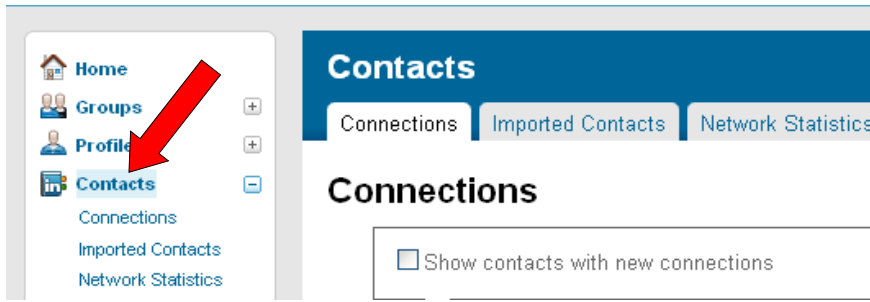 Home
Groups
Profile
Contacts
Connections
Imported Contacts
Network Statistics
Contacts
Connections
Imported Contacts
Network Statistics
Connections
Show contacts with new connections